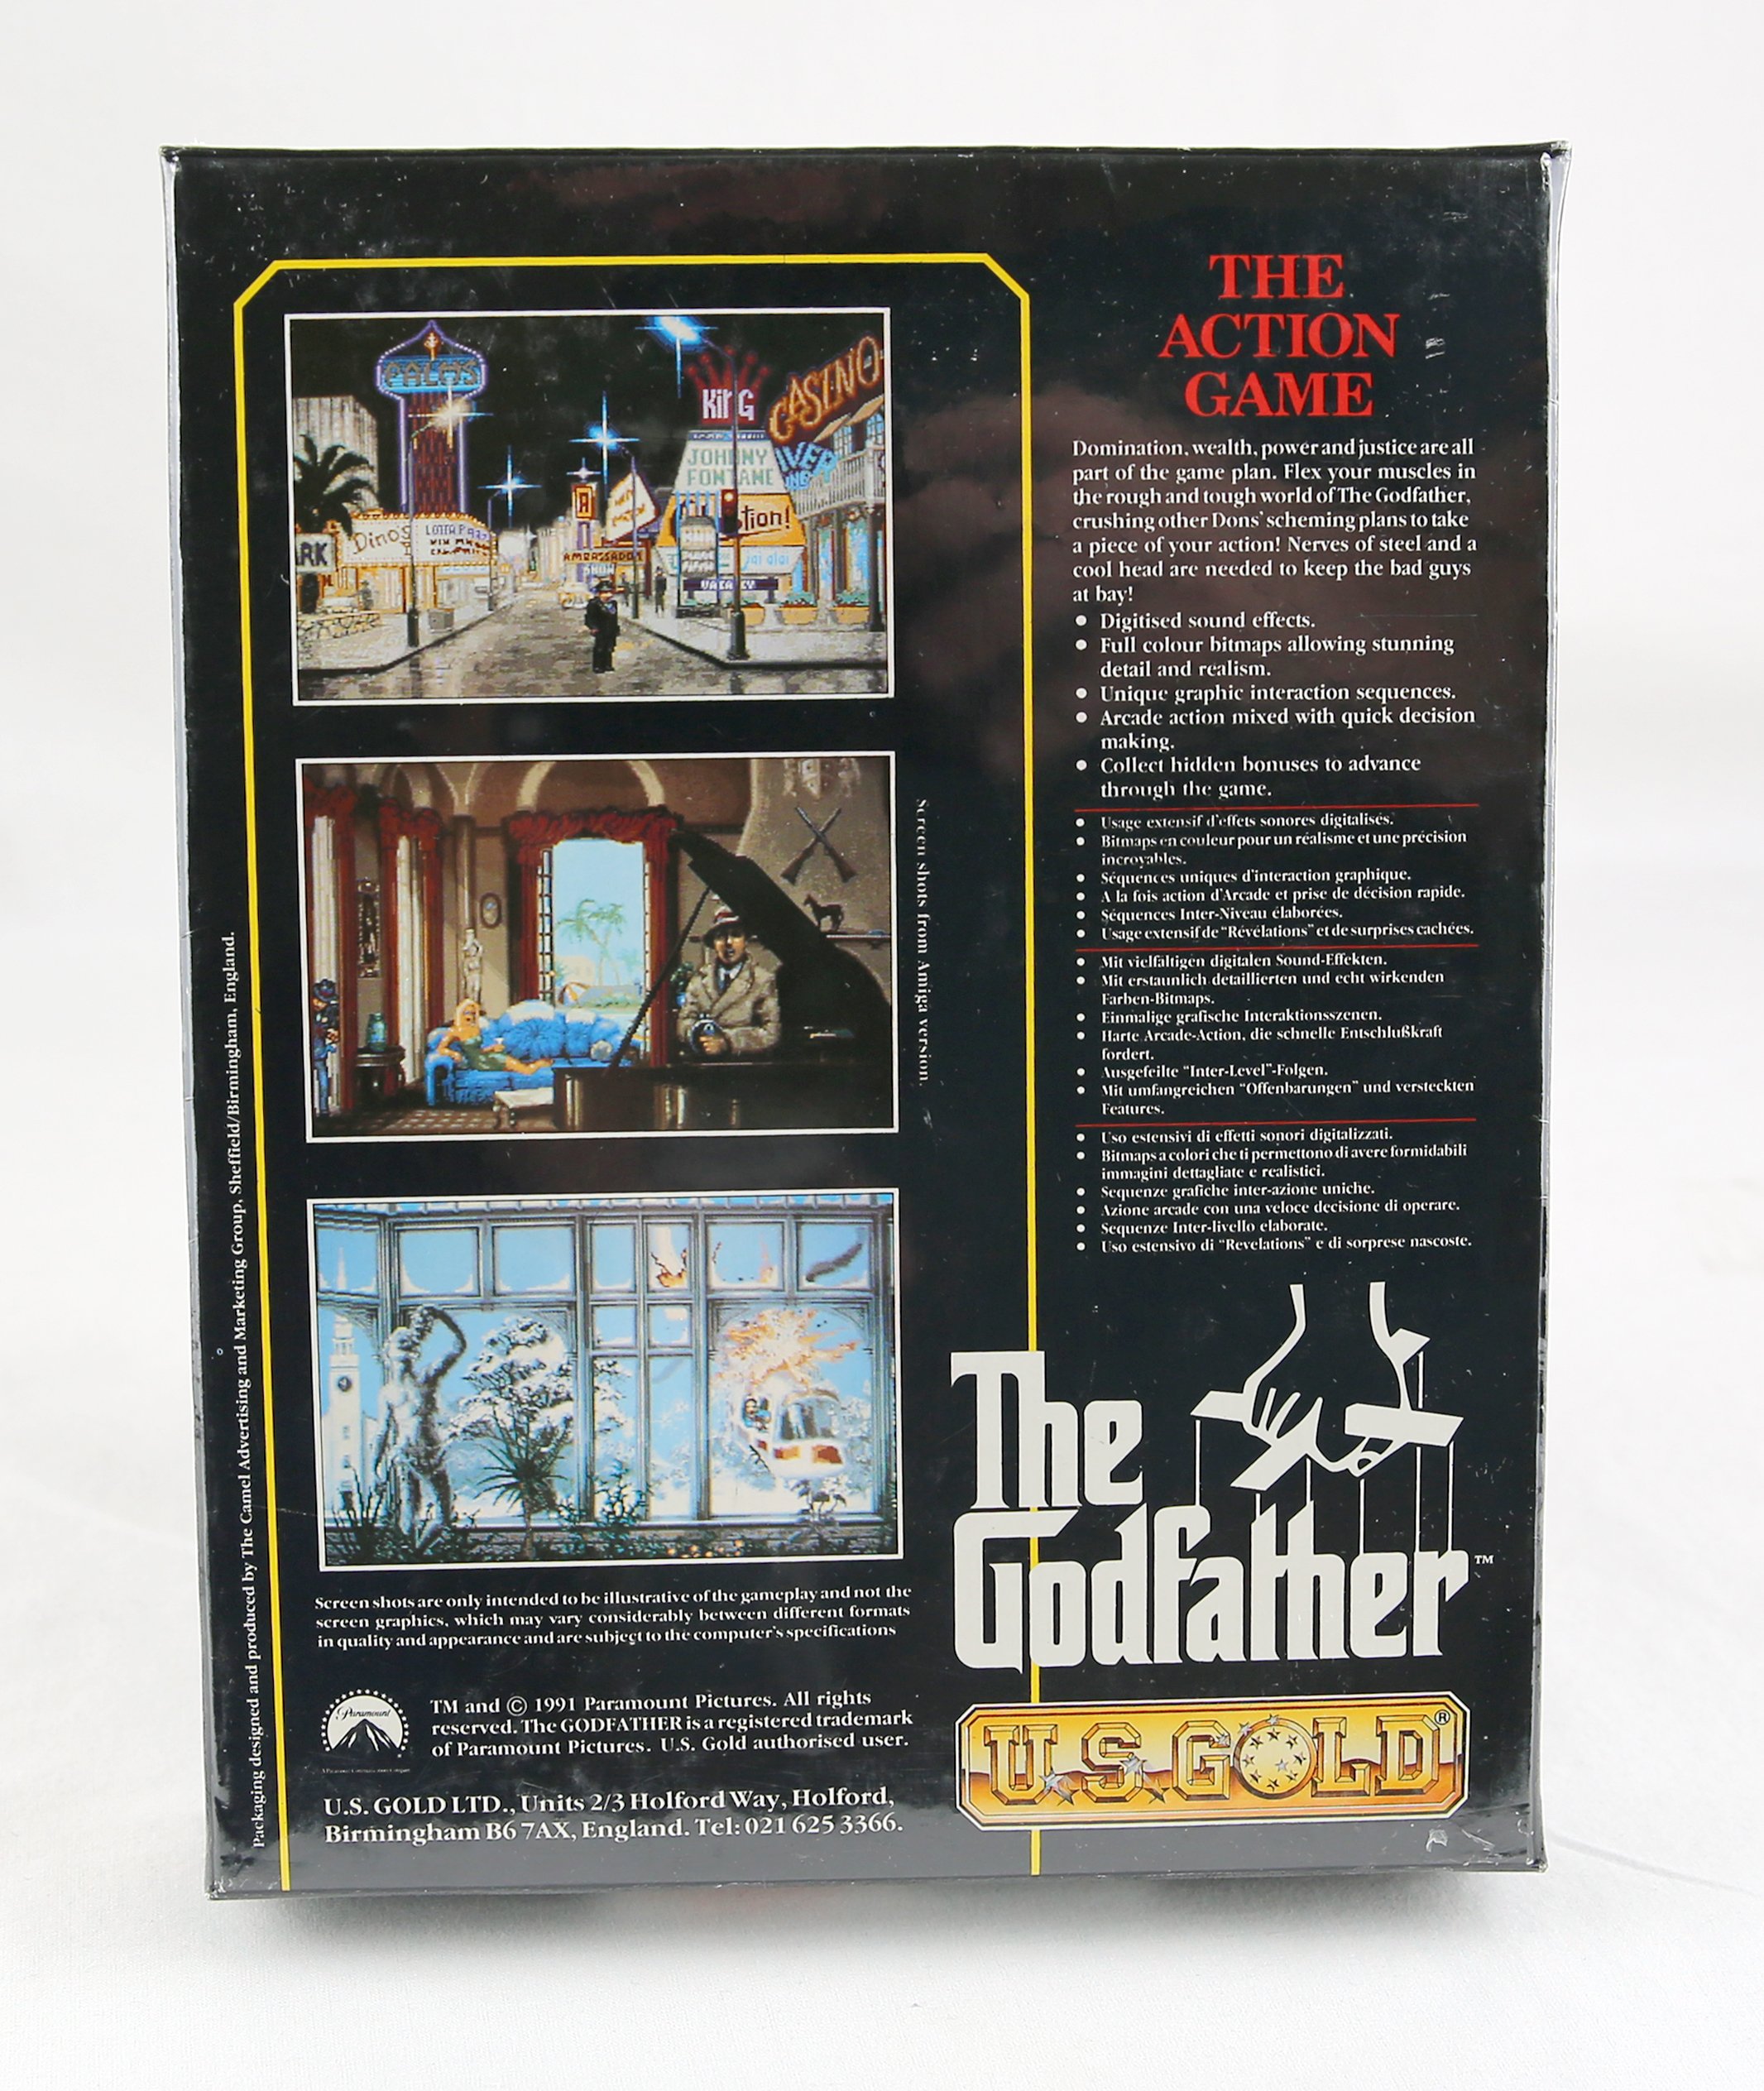 THE
ACTION
GAME
Domination, wealth, power and justice are all
part of the game plan. Flex your muscles in
the rough and tough world of The Godfather,
crushing other Dons' scheming plans to take
a piece of your action! Nerves of steel and a
cool head are needed to keep the bad guys
at bay!
• Digitised sound effects.
• Full colour bitmaps allowing stunning
detail and realism.
• Unique graphic interaction sequences.
• Arcade action mixed with quick decision
making.
• Collect hidden bonuses to advance
through the game.
• Usage extensif d'effets sonores digitalisés.
• Bitmaps en couleur pour un réalisme et une précision
incroyables.
• Séquences uniques d'interaction graphique.
• A la fois action d'Arcade et prise de décision rapide.
• Séquences Inter-Niveau élaborées.
• Usage extensif de "Révélations" et de surprises cachées.
• Mit vielfältigen digitalen Sound-Effekten.
• Mit erstaunlich detaillierten und echt wirkenden
Farben-Bitmaps.
• Einmalige grafische Interaktionsszenen.
• Harte Arcade-Action, die schnelle Entschlußkraft
fordert.
• Ausgefeilte "Inter-Level"-Folgen.
• Mit umfangreichen "Offenbarungen" und versteckten
Features.
• Uso estensivi di effetti sonori digitalizzati.
• Bitmaps a colori che ti permettono di avere formidabili
immagini dettagliate e realistici.
• Sequenze grafiche inter-azione uniche.
• Azione arcade con una veloce decisione di operare.
• Sequenze Inter-livello elaborate.
• Uso estensivo di "Revelations" e di sorprese nascoste.
PALMS
KING
CASINO
JOHNNY
FONTANE
Dinos
ARK
tion!
AMBASSADOR
SHOW
VACANCY
Screen shots from Amiga version.
Packaging designed and produced by The Camel Advertising and Marketing Group, Sheffield/Birmingham, England.
Screen shots are only intended to be illustrative of the gameplay and not the
screen graphics, which may vary considerably between different formats
in quality and appearance and are subject to the computer's specifications
Paramount
TM and © 1991 Paramount Pictures. All rights
reserved. The GODFATHER is a registered trademark
of Paramount Pictures. U.S. Gold authorised user.
U.S. GOLD LTD., Units 2/3 Holford Way, Holford,
Birmingham B6 7AX, England. Tel: 021 625 3366.
The
Godfather™
U.S. GOLD®